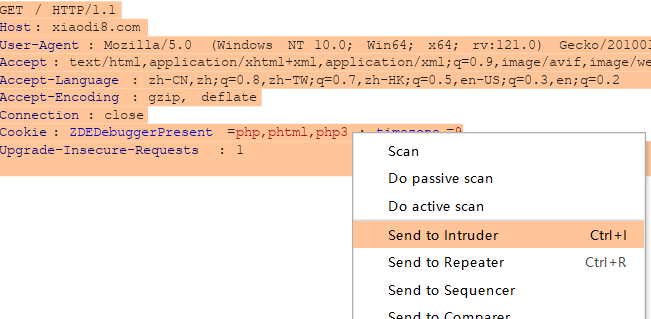 GET / HTTP/1.1
Host : xiaodi8.com
User-Agent : Mozilla/5.0 (Windows NT 10.0; Win64; x64; rv:121.0) Gecko/201001
Accept : text/html,application/xhtml+xml,application/xml;q=0.9,image/avif,image/we
Accept-Language : zh-CN,zh;q=0.8,zh-TW;q=0.7,zh-HK;q=0.5,en-US;q=0.3,en;q=0.2
Accept-Encoding : gzip, deflate
Connection : close
Cookie : ZDEDebuggerPresent =php,phtml,php3 ; timezone =8
Upgrade-Insecure-Requests : 1
Scan
Do passive scan
Do active scan
Send to Intruder Ctrl+I
Send to Repeater Ctrl+R
Send to Sequencer
Send to Comparer